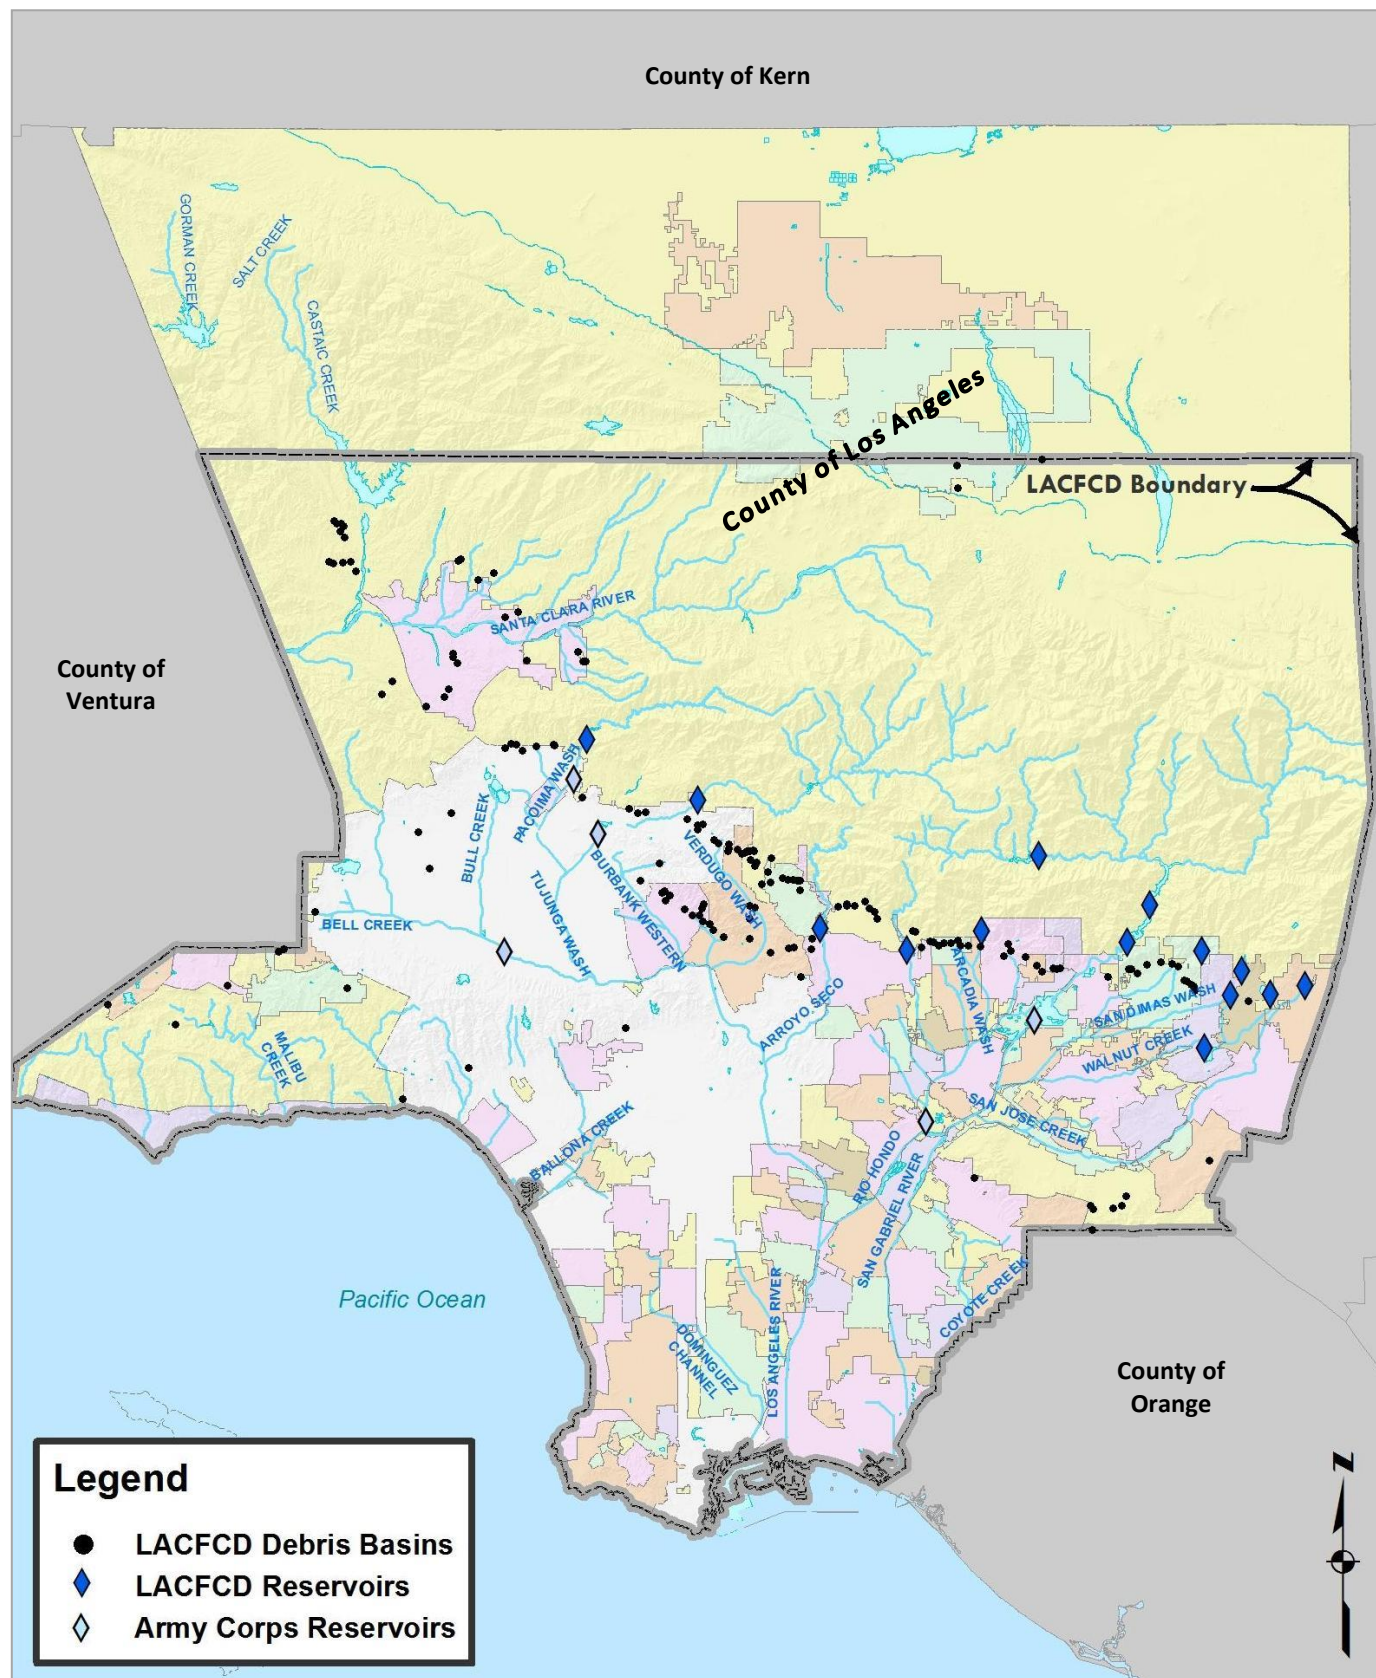 County of Kern
GORMAN CREEK
SALT CREEK
CASTAIC CREEK
County of Los Angeles
LACFCD Boundary
SANTA CLARA RIVER
County of
Ventura
PACOIMA WASH
BULL CREEK
VERDUGO WASH
BURBANK WESTERN
TUJUNGA WASH
BELL CREEK
ARCADIA WASH
ARROYO SECO
SAN DIMAS WASH
WALNUT CREEK
MALIBU
CREEK
SAN JOSE CREEK
BALLONA CREEK
RIO HONDO
SAN GABRIEL RIVER
COYOTE CREEK
LOS ANGELES RIVER
DOMINGUEZ
CHANNEL
Pacific Ocean
County of
Orange
N
Legend
LACFCD Debris Basins
LACFCD Reservoirs
Army Corps Reservoirs